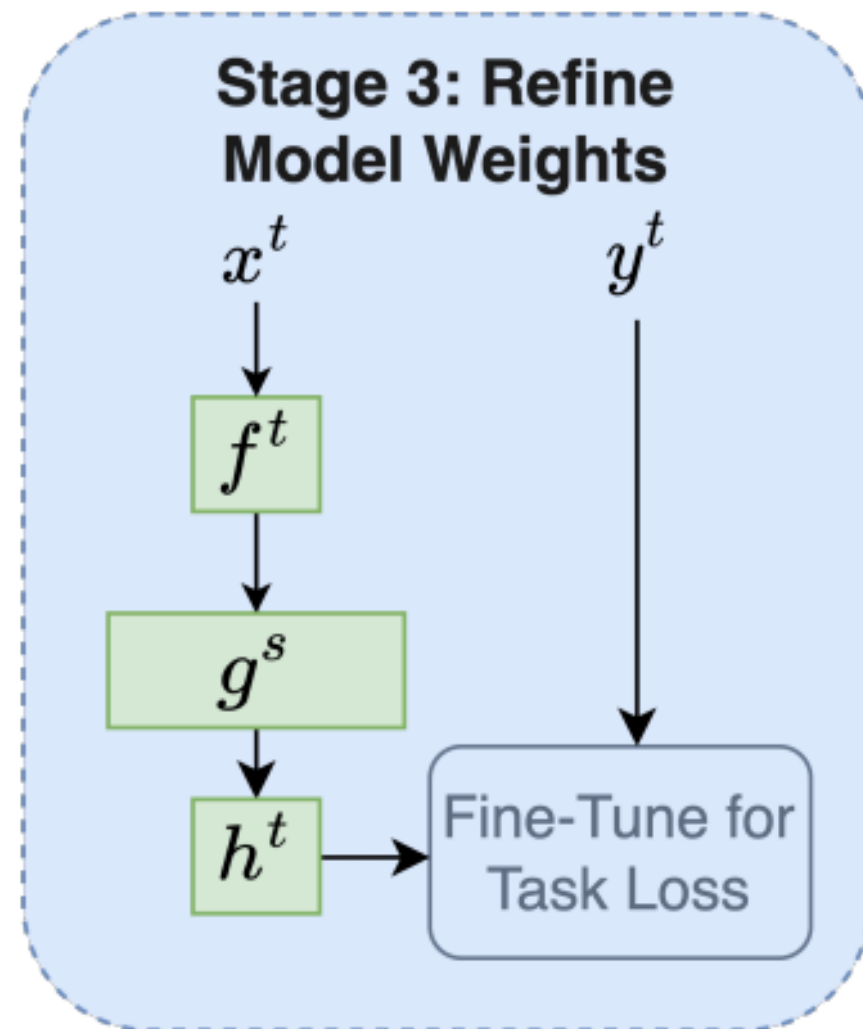 Stage 3: Refine
Model Weights
x^t
y^t
f^t
g^s
h^t
Fine-Tune for
Task Loss